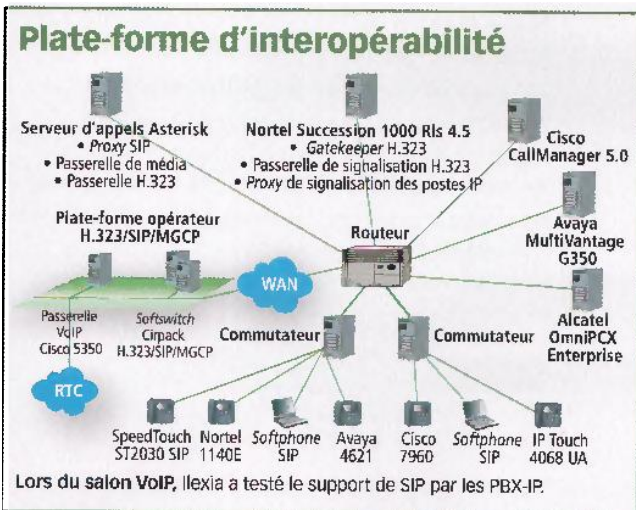 Plate-forme d'interopérabilité
Serveur d'appels Asterisk
• Proxy SIP
• Passerelle de média
• Passerelle H.323
Nortel Succession 1000 Rls 4.5
• Gatekeeper H.323
• Passerelle de sighalisation H.323
• Proxy de signalisation des postes IP
Cisco
CallManager 5.0
Plate-forme opérateur
H.323/SIP/MGCP
Routeur
Avaya
MultiVantage
G350
WAN
Passerelle
VoIP
Cisco 5350
Softswitch
Cirpack
H.323/SIP/MGCP
Commutateur
Commutateur
Alcatel
OmniPCX
Enterprise
RTC
SpeedTouch
ST2030 SIP
Nortel
1140E
Softphone
SIP
Avaya
4621
Cisco
7960
Softphone
SIP
IP Touch
4068 UA
Lors du salon VoIP, Ilexia a testé le support de SIP par les PBX-IP.